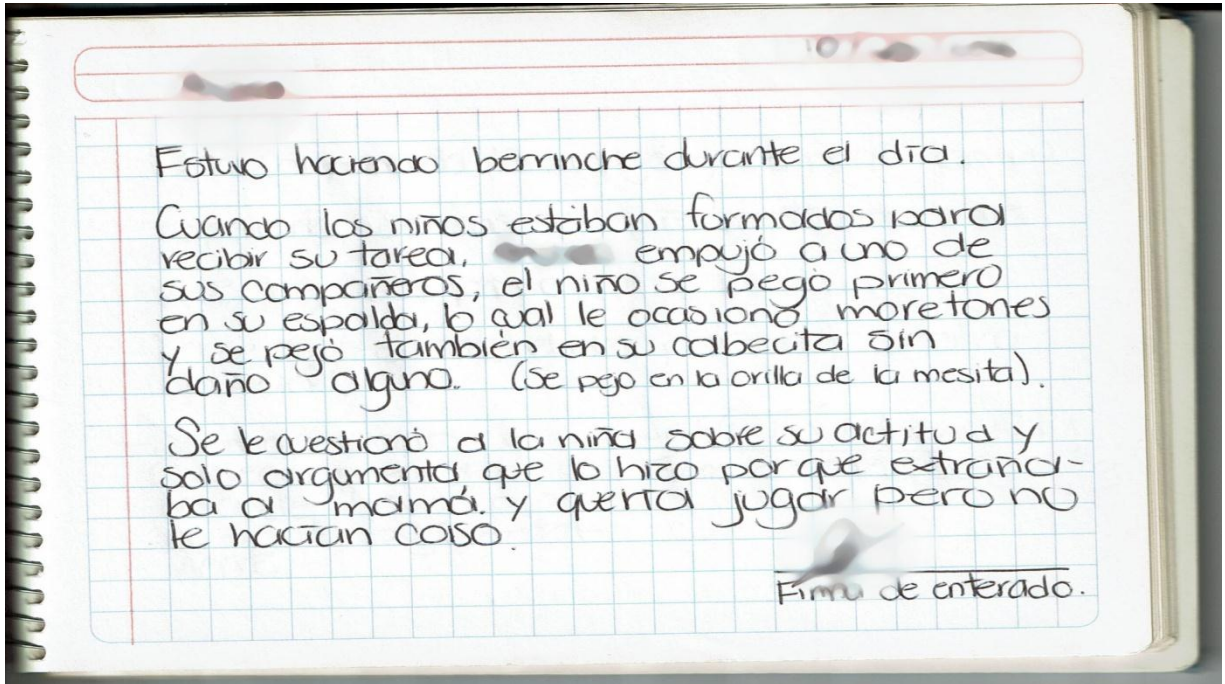 Estuvo haciendo berrinche durante el día.
Cuando los niños estaban formados para
recibir su tarea, empujó a uno de
sus compañeros, el niño se pegó primero
en su espalda, lo cual le ocasionó moretones
y se pegó también en su cabecita sin
daño alguno. (Se pego en la orilla de la mesita).
Se le cuestionó a la niña sobre su actitud y
solo argumenta que lo hizo porque extraña-
ba a mamá. y quería jugar pero no
le hacían caso.
Firma de enterado.